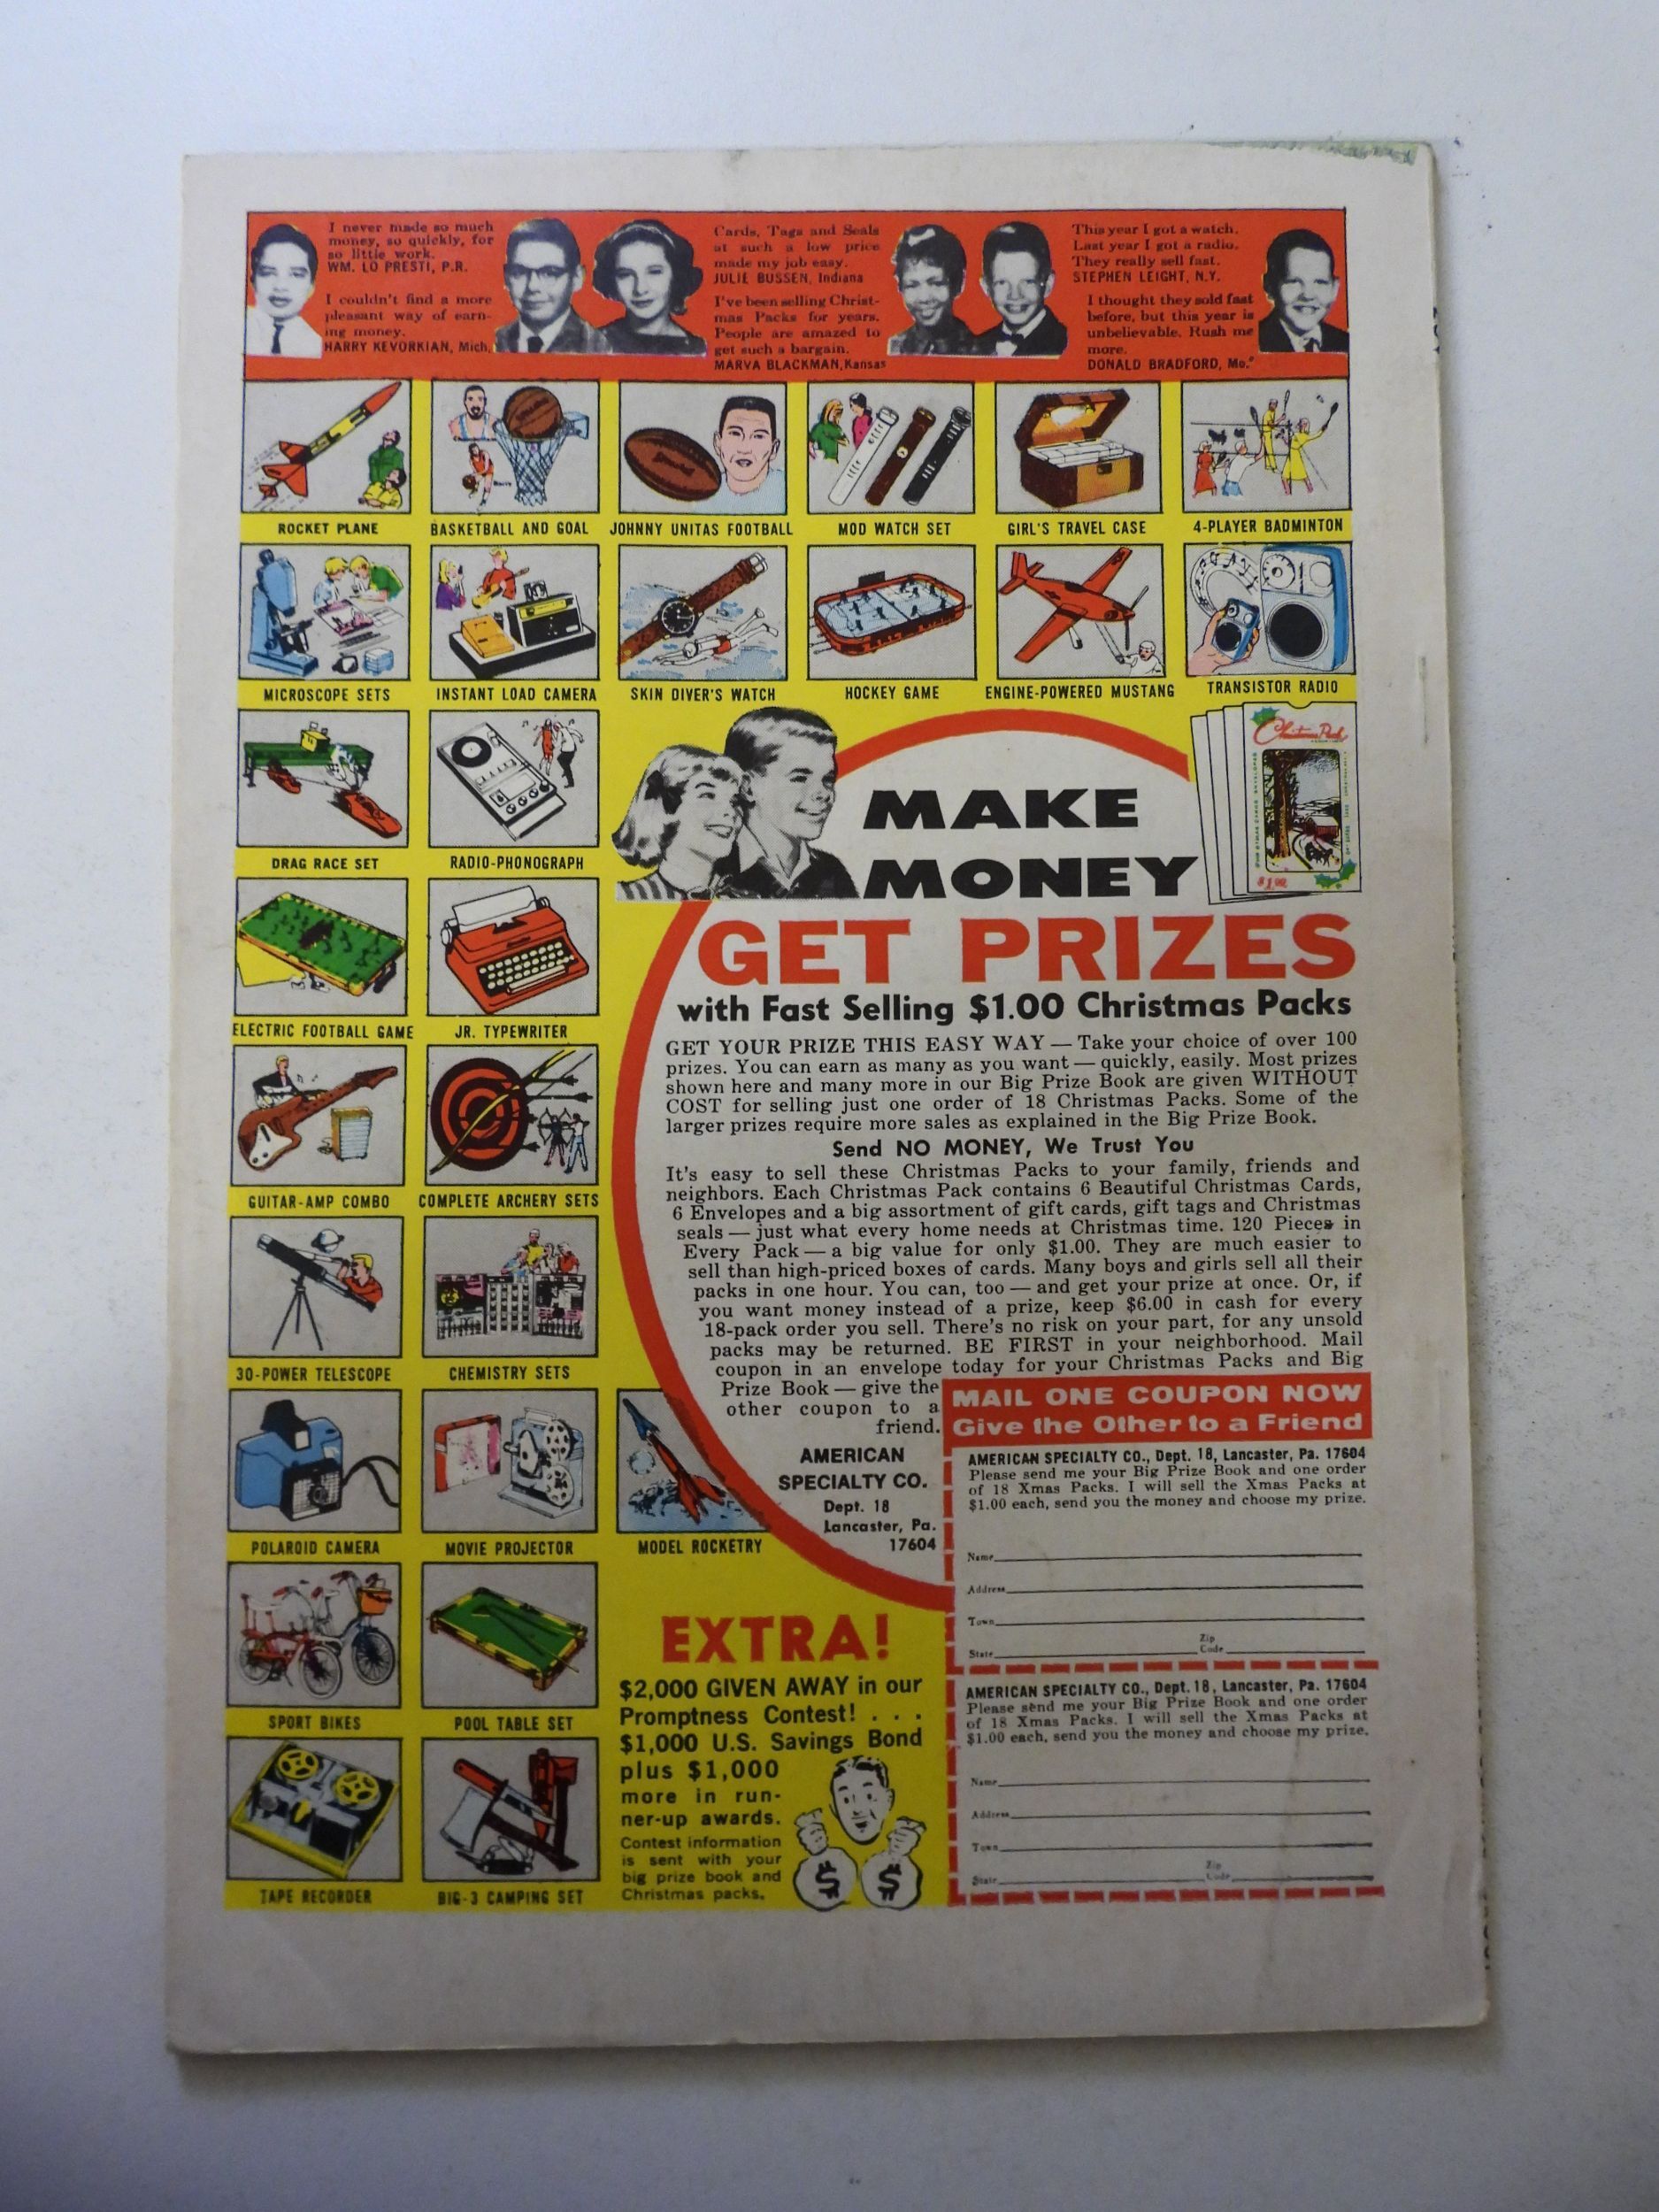 I never made so much
money, so quickly, for
so little work.
WM. LO PRESTI, P.R.
I couldn't find a more
pleasant way of earn-
ing money.
HARRY KEVORKIAN, Mich.
Cards, Tags and Seals
at such a low price
made my job easy.
JULIE BUSSEN, Indiana
I've been selling Christ-
mas Packs for years.
People are amazed to
get such a bargain.
MARVA BLACKMAN, Kansas
This year I got a watch.
Last year I got a radio.
They really sell fast.
STEPHEN LEIGHT, N.Y.
I thought they sold fast
before, but this year is
unbelievable. Rush me
more.
DONALD BRADFORD, Mo."
ROCKET PLANE
BASKETBALL AND GOAL
JOHNNY UNITAS FOOTBALL
MOD WATCH SET
GIRL'S TRAVEL CASE
4-PLAYER BADMINTON
MICROSCOPE SETS
INSTANT LOAD CAMERA
SKIN DIVER'S WATCH
HOCKEY GAME
ENGINE-POWERED MUSTANG
TRANSISTOR RADIO
DRAG RACE SET
RADIO-PHONOGRAPH
ELECTRIC FOOTBALL GAME
JR. TYPEWRITER
GUITAR-AMP COMBO
COMPLETE ARCHERY SETS
30-POWER TELESCOPE
CHEMISTRY SETS
POLAROID CAMERA
MOVIE PROJECTOR
MODEL ROCKETRY
SPORT BIKES
POOL TABLE SET
TAPE RECORDER
BIG-3 CAMPING SET
Christmas Pack
$1.00
MAKE
MONEY
GET PRIZES
with Fast Selling $1.00 Christmas Packs
GET YOUR PRIZE THIS EASY WAY — Take your choice of over 100
prizes. You can earn as many as you want — quickly, easily. Most prizes
shown here and many more in our Big Prize Book are given WITHOUT
COST for selling just one order of 18 Christmas Packs. Some of the
larger prizes require more sales as explained in the Big Prize Book.
Send NO MONEY, We Trust You
It's easy to sell these Christmas Packs to your family, friends and
neighbors. Each Christmas Pack contains 6 Beautiful Christmas Cards,
6 Envelopes and a big assortment of gift cards, gift tags and Christmas
seals — just what every home needs at Christmas time. 120 Pieces in
Every Pack — a big value for only $1.00. They are much easier to
sell than high-priced boxes of cards. Many boys and girls sell all their
packs in one hour. You can, too — and get your prize at once. Or, if
you want money instead of a prize, keep $6.00 in cash for every
18-pack order you sell. There's no risk on your part, for any unsold
packs may be returned. BE FIRST in your neighborhood. Mail
coupon in an envelope today for your Christmas Packs and Big
Prize Book — give the
other coupon to a
friend.
AMERICAN
SPECIALTY CO.
Dept. 18
Lancaster, Pa.
17604
EXTRA!
$2,000 GIVEN AWAY in our
Promptness Contest! . . .
$1,000 U.S. Savings Bond
plus $1,000
more in run-
ner-up awards.
Contest information
is sent with your
big prize book and
Christmas packs.
$ $
MAIL ONE COUPON NOW
Give the Other to a Friend
AMERICAN SPECIALTY CO., Dept. 18, Lancaster, Pa. 17604
Please send me your Big Prize Book and one order
of 18 Xmas Packs. I will sell the Xmas Packs at
$1.00 each, send you the money and choose my prize.
Name
Address
Town
State Zip Code
AMERICAN SPECIALTY CO., Dept. 18, Lancaster, Pa. 17604
Please send me your Big Prize Book and one order
of 18 Xmas Packs. I will sell the Xmas Packs at
$1.00 each, send you the money and choose my prize.
Name
Address
Town
State Zip Code